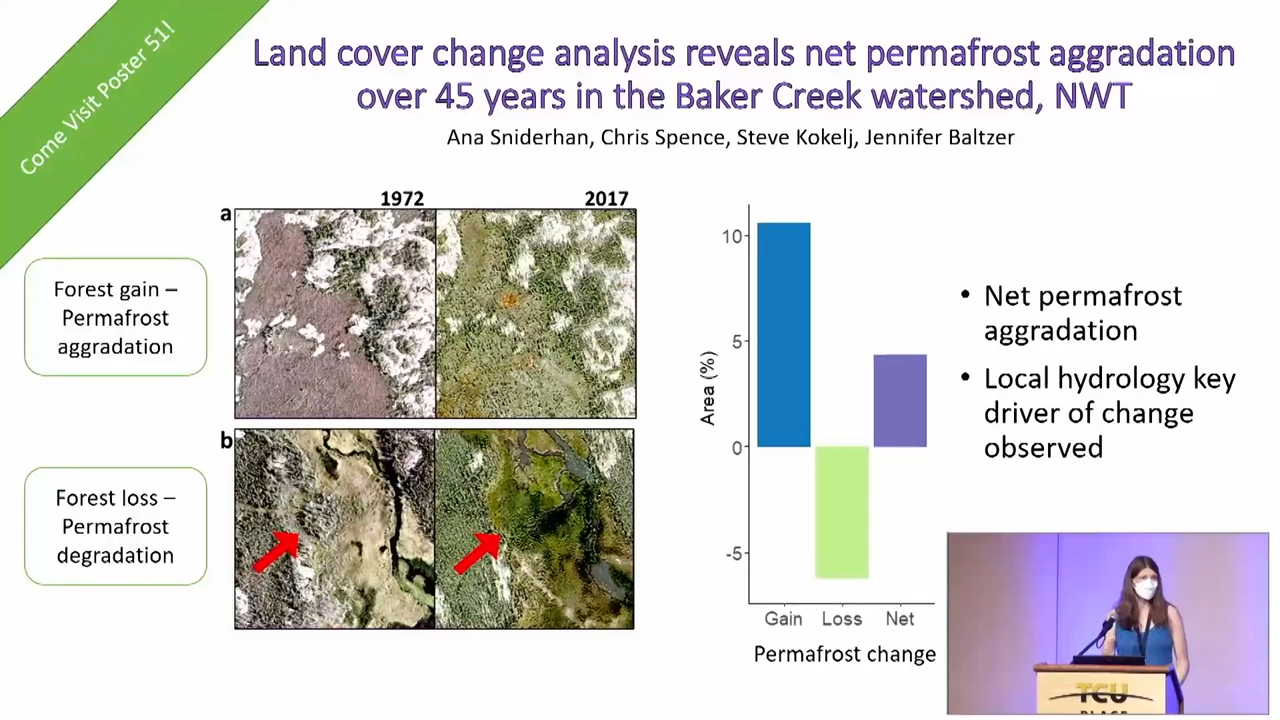 Come Visit Poster 51!
Land cover change analysis reveals net permafrost aggradation
over 45 years in the Baker Creek watershed, NWT
Ana Sniderhan, Chris Spence, Steve Kokelj, Jennifer Baltzer
1972
2017
a
Forest gain –
Permafrost
aggradation
b
Forest loss –
Permafrost
degradation
Area (%)
10
5
0
-5
Gain
Loss
Net
Permafrost change
• Net permafrost
aggradation
• Local hydrology key
driver of change
observed
TCU
PLACE